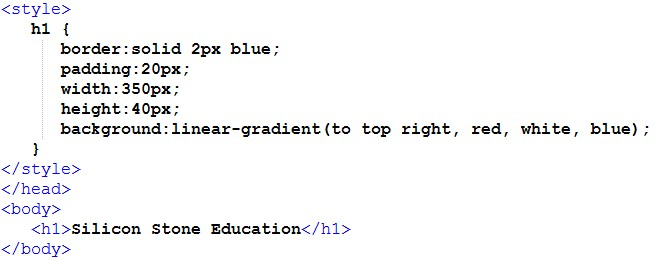 <style>
h1 {
border:solid 2px blue;
padding:20px;
width:350px;
height:40px;
background:linear-gradient(to top right, red, white, blue);
}
</style>
</head>
<body>
<h1>Silicon Stone Education</h1>
</body>